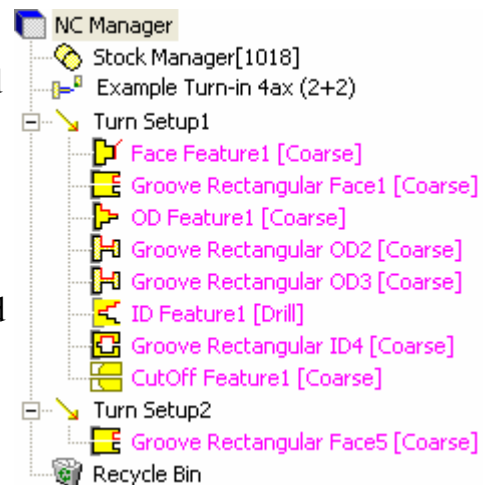 NC Manager
Stock Manager[1018]
Example Turn-in 4ax (2+2)
Turn Setup1
Face Feature1 [Coarse]
Groove Rectangular Face1 [Coarse]
OD Feature1 [Coarse]
Groove Rectangular OD2 [Coarse]
Groove Rectangular OD3 [Coarse]
ID Feature1 [Drill]
Groove Rectangular ID4 [Coarse]
CutOff Feature1 [Coarse]
Turn Setup2
Groove Rectangular Face5 [Coarse]
Recycle Bin